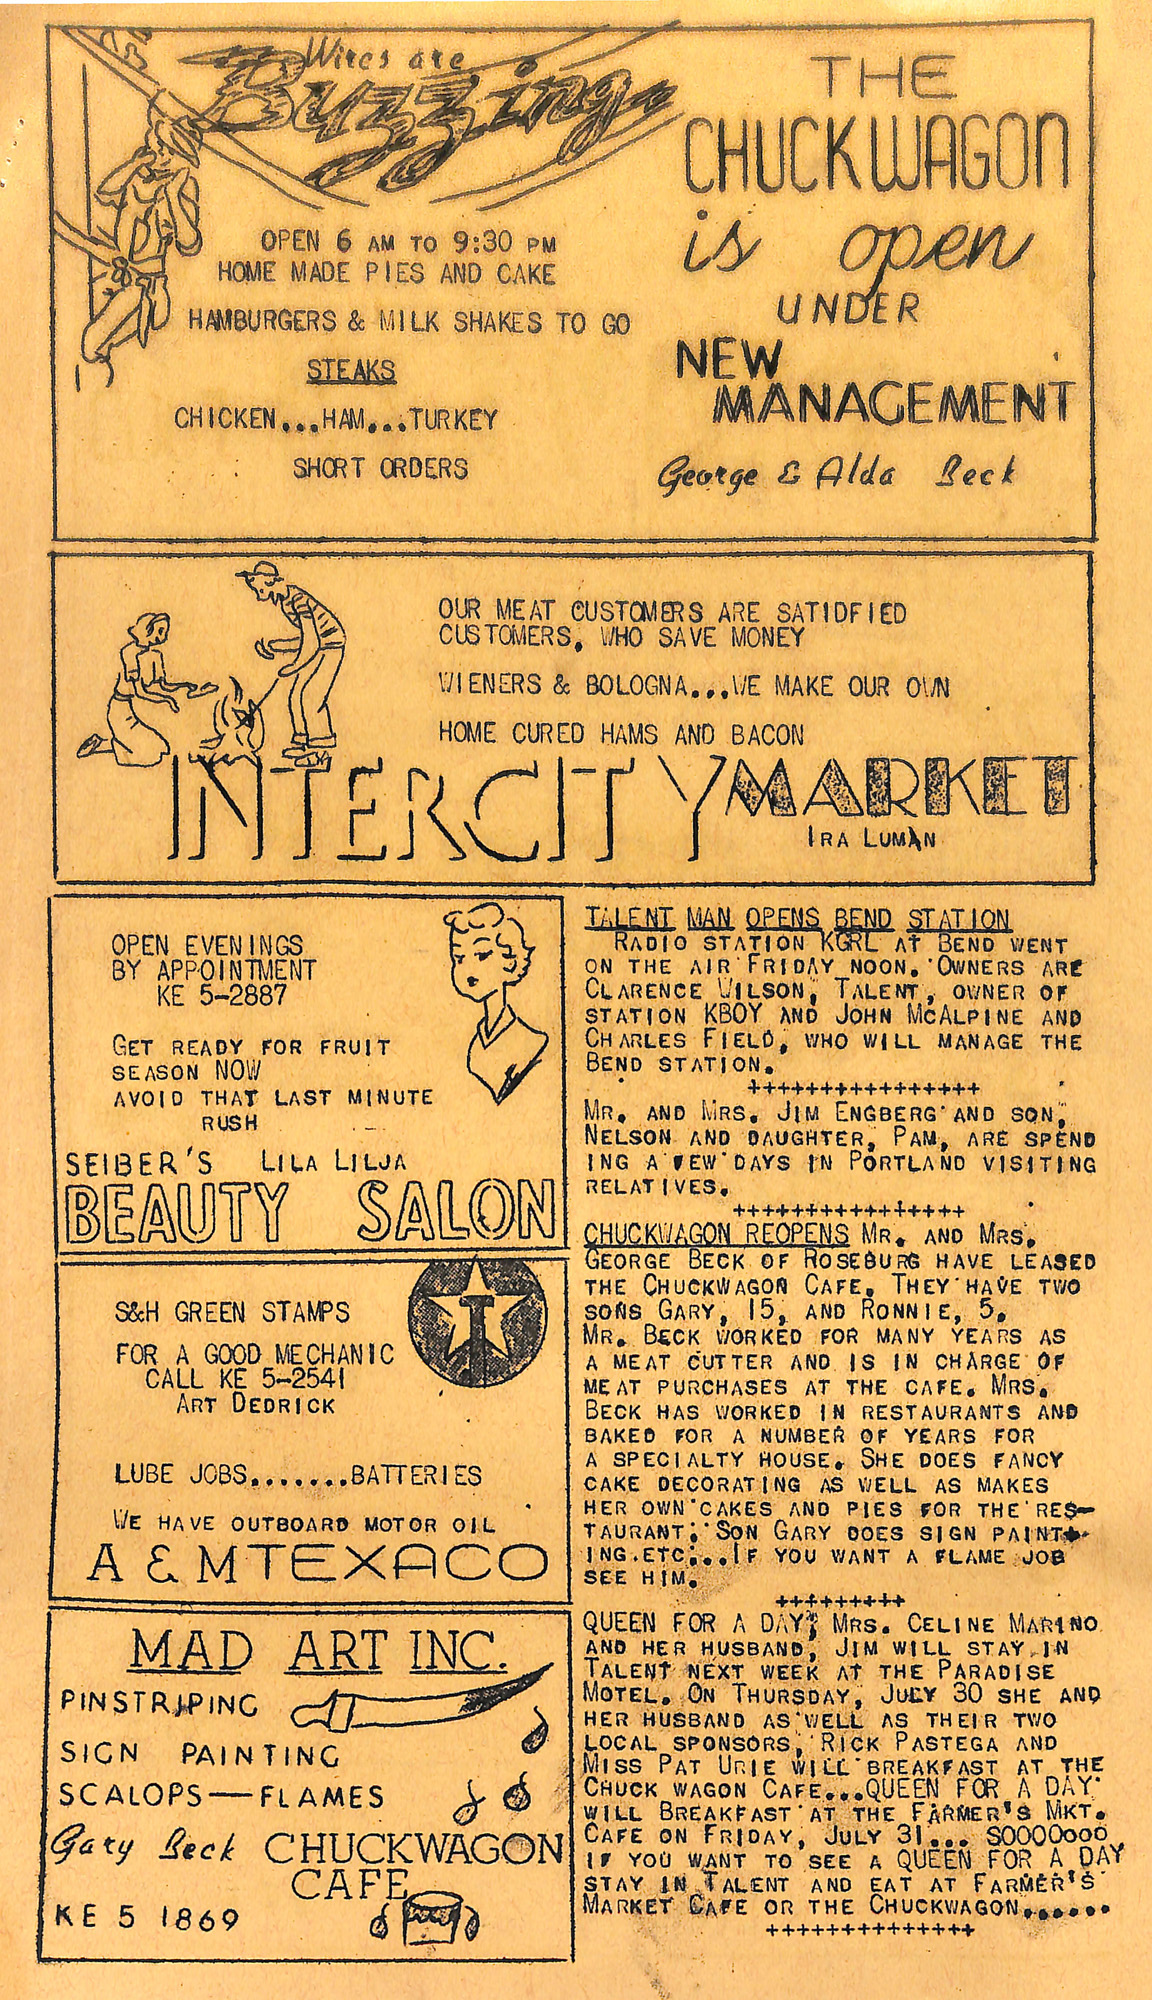 Wires are
Buzzing
OPEN 6 AM TO 9:30 PM
HOME MADE PIES AND CAKE
HAMBURGERS & MILK SHAKES TO GO
STEAKS
CHICKEN...HAM...TURKEY
SHORT ORDERS
THE
CHUCKWAGON
is open
UNDER
NEW
MANAGEMENT
George & Alda Beck
OUR MEAT CUSTOMERS ARE SATIDFIED
CUSTOMERS, WHO SAVE MONEY
WIENERS & BOLOGNA...WE MAKE OUR OWN
HOME CURED HAMS AND BACON
INTERCITY MARKET
IRA LUMAN
OPEN EVENINGS
BY APPOINTMENT
KE 5-2887
GET READY FOR FRUIT
SEASON NOW
AVOID THAT LAST MINUTE
RUSH
SEIBER'S LILA LILJA
BEAUTY SALON
S&H GREEN STAMPS
FOR A GOOD MECHANIC
CALL KE 5-2541
ART DEDRICK
LUBE JOBS.......BATTERIES
WE HAVE OUTBOARD MOTOR OIL
A & M TEXACO
T
MAD ART INC.
PINSTRIPING
SIGN PAINTING
SCALOPS—FLAMES
Gary Beck CHUCKWAGON
CAFE
KE 5 1869
TALENT MAN OPENS BEND STATION
RADIO STATION KGRL AT BEND WENT
ON THE AIR FRIDAY NOON. OWNERS ARE
CLARENCE WILSON, TALENT, OWNER OF
STATION KBOY AND JOHN MCALPINE AND
CHARLES FIELD, WHO WILL MANAGE THE
BEND STATION.
++++++++++++++++
MR. AND MRS. JIM ENGBERG AND SON,
NELSON AND DAUGHTER, PAM, ARE SPEND
ING A FEW DAYS IN PORTLAND VISITING
RELATIVES.
++++++++++++++++
CHUCKWAGON REOPENS MR. AND MRS.
GEORGE BECK OF ROSEBURG HAVE LEASED
THE CHUCKWAGON CAFE. THEY HAVE TWO
SONS GARY, 15, AND RONNIE, 5.
MR. BECK WORKED FOR MANY YEARS AS
A MEAT CUTTER AND IS IN CHARGE OF
MEAT PURCHASES AT THE CAFE. MRS.
BECK HAS WORKED IN RESTAURANTS AND
BAKED FOR A NUMBER OF YEARS FOR
A SPECIALTY HOUSE. SHE DOES FANCY
CAKE DECORATING AS WELL AS MAKES
HER OWN CAKES AND PIES FOR THE RES-
TAURANT. SON GARY DOES SIGN PAINT-
ING.ETC...IF YOU WANT A FLAME JOB
SEE HIM.
+++++++++
QUEEN FOR A DAY, MRS. CELINE MARINO
AND HER HUSBAND, JIM WILL STAY IN
TALENT NEXT WEEK AT THE PARADISE
MOTEL. ON THURSDAY, JULY 30 SHE AND
HER HUSBAND AS WELL AS THEIR TWO
LOCAL SPONSORS, RICK PASTEGA AND
MISS PAT URIE WILL BREAKFAST AT THE
CHUCK WAGON CAFE...QUEEN FOR A DAY
WILL BREAKFAST AT THE FARMER'S MKT.
CAFE ON FRIDAY, JULY 31... SOOOOooo
IF YOU WANT TO SEE A QUEEN FOR A DAY
STAY IN TALENT AND EAT AT FARMER'S
MARKET CAFE OR THE CHUCKWAGON......
++++++++++++++